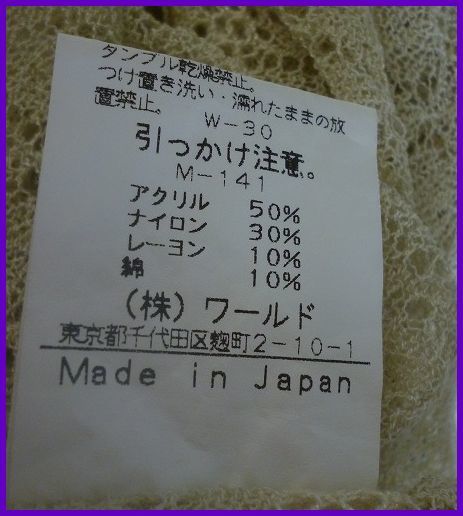 タンブル乾燥禁止。
つけ置き洗い・濡れたままの放
置禁止。
W-30
引っかけ注意。
M-141
アクリル 50%
ナイロン 30%
レーヨン 10%
綿 10%
(株)ワールド
東京都千代田区麹町2-10-1
Made in Japan